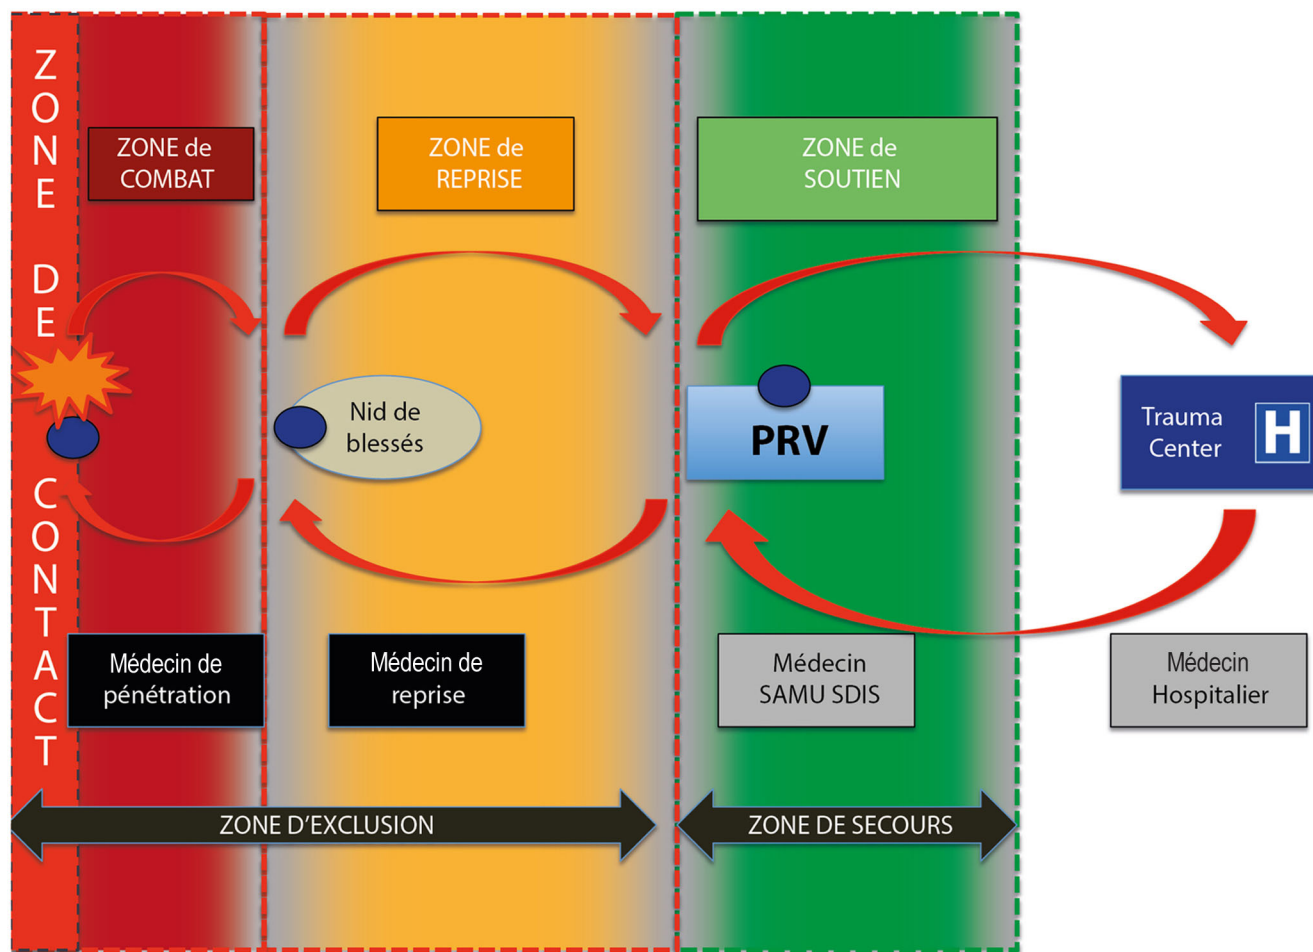 ZONE DE CONTACT
ZONE de
COMBAT
ZONE de
REPRISE
ZONE de
SOUTIEN
Nid de
blessés
PRV
Trauma
Center
H
Médecin de
pénétration
Médecin de
reprise
Médecin
SAMU SDIS
Médecin
Hospitalier
ZONE D'EXCLUSION
ZONE DE SECOURS